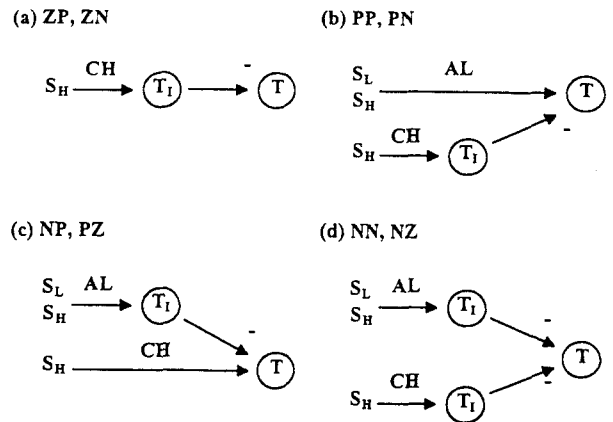 (a) ZP, ZN
CH
S_H
T_I
-
T
(b) PP, PN
S_L
AL
S_H
T
-
CH
S_H
T_I
(c) NP, PZ
S_L
AL
S_H
T_I
-
CH
S_H
T
(d) NN, NZ
S_L
AL
S_H
T_I
-
T
CH
-
S_H
T_I